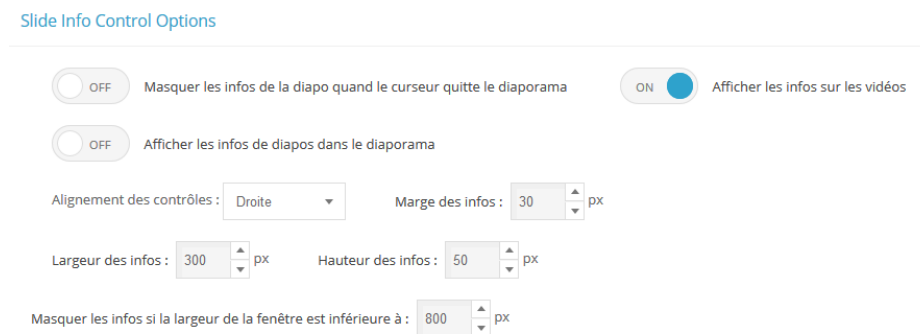 Slide Info Control Options
OFF Masquer les infos de la diapo quand le curseur quitte le diaporama ON Afficher les infos sur les vidéos
OFF Afficher les infos de diapos dans le diaporama
Alignement des contrôles : Droite Marge des infos : 30 px
Largeur des infos : 300 px Hauteur des infos : 50 px
Masquer les infos si la largeur de la fenêtre est inférieure à : 800 px